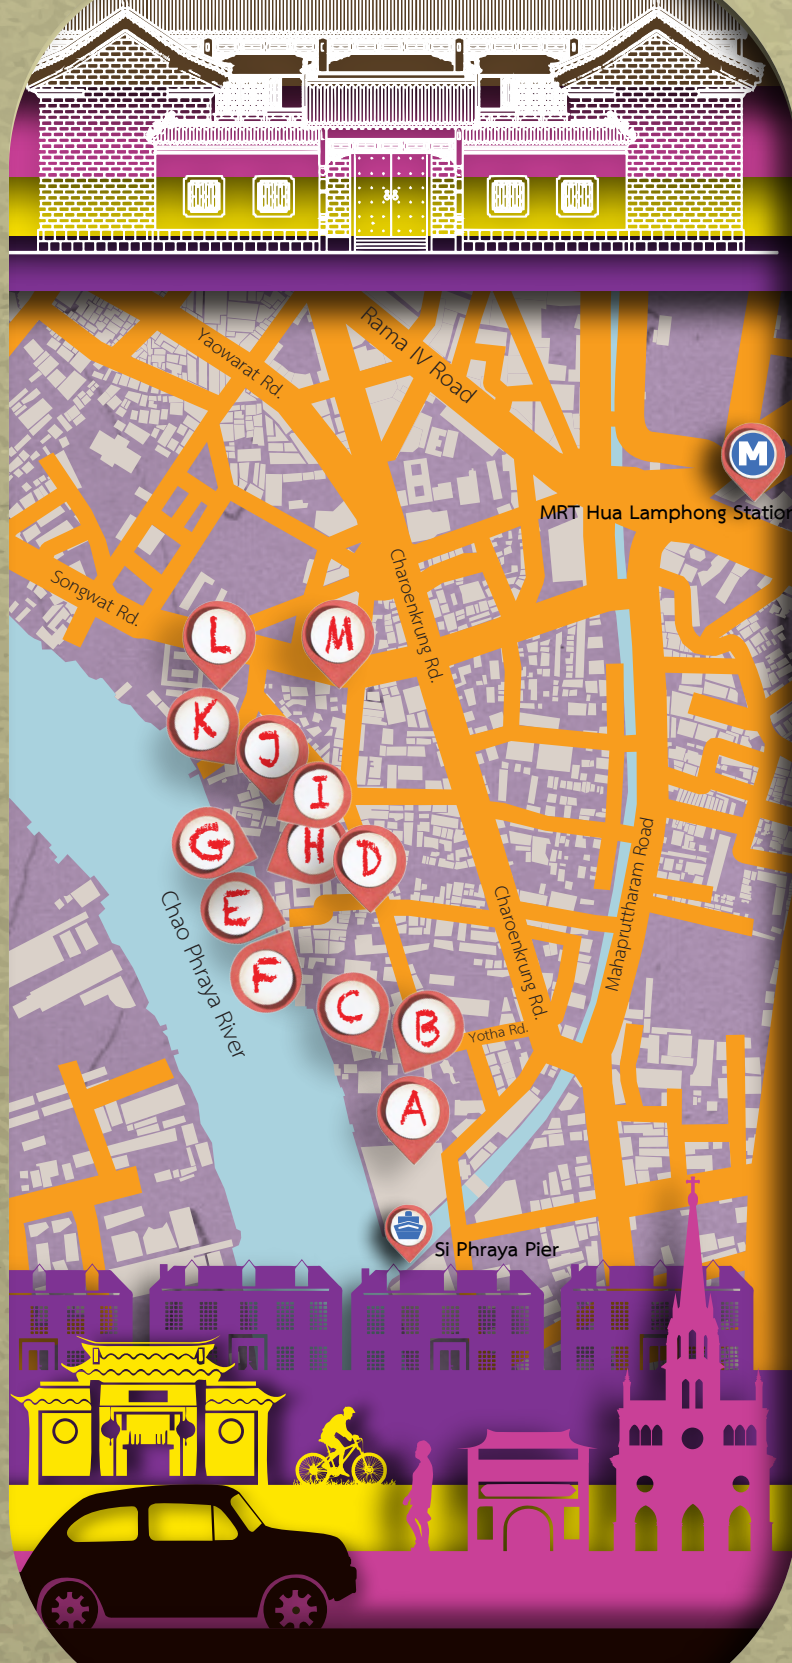 Yaowarat Rd.
Rama IV Road
M
MRT Hua Lamphong Station
Charoenkrung Rd.
Songwat Rd.
L
M
K
J
I
G
H
D
E
Mahapruttharam Road
Charoenkrung Rd.
Chao Phraya River
F
C
B
Yotha Rd.
A
Si Phraya Pier